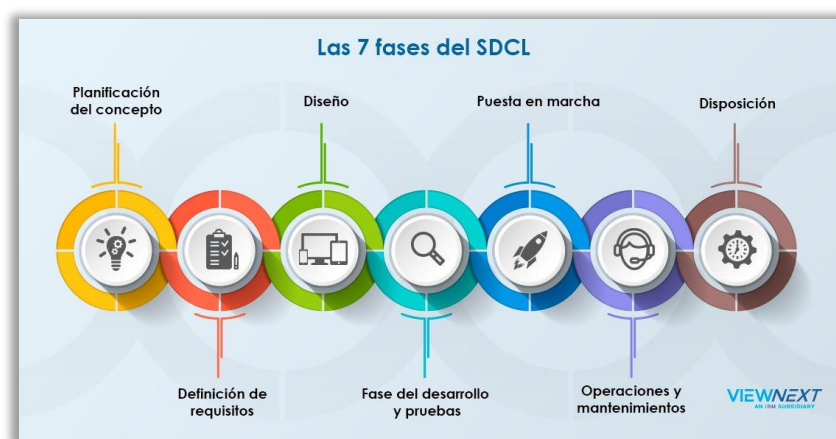 Las 7 fases del SDCL
Planificación
del concepto
Diseño
Puesta en marcha
Disposición
Definición de
requisitos
Fase del desarrollo
y pruebas
Operaciones y
mantenimientos
VIEWNEXT
AN IBM SUBSIDIARY